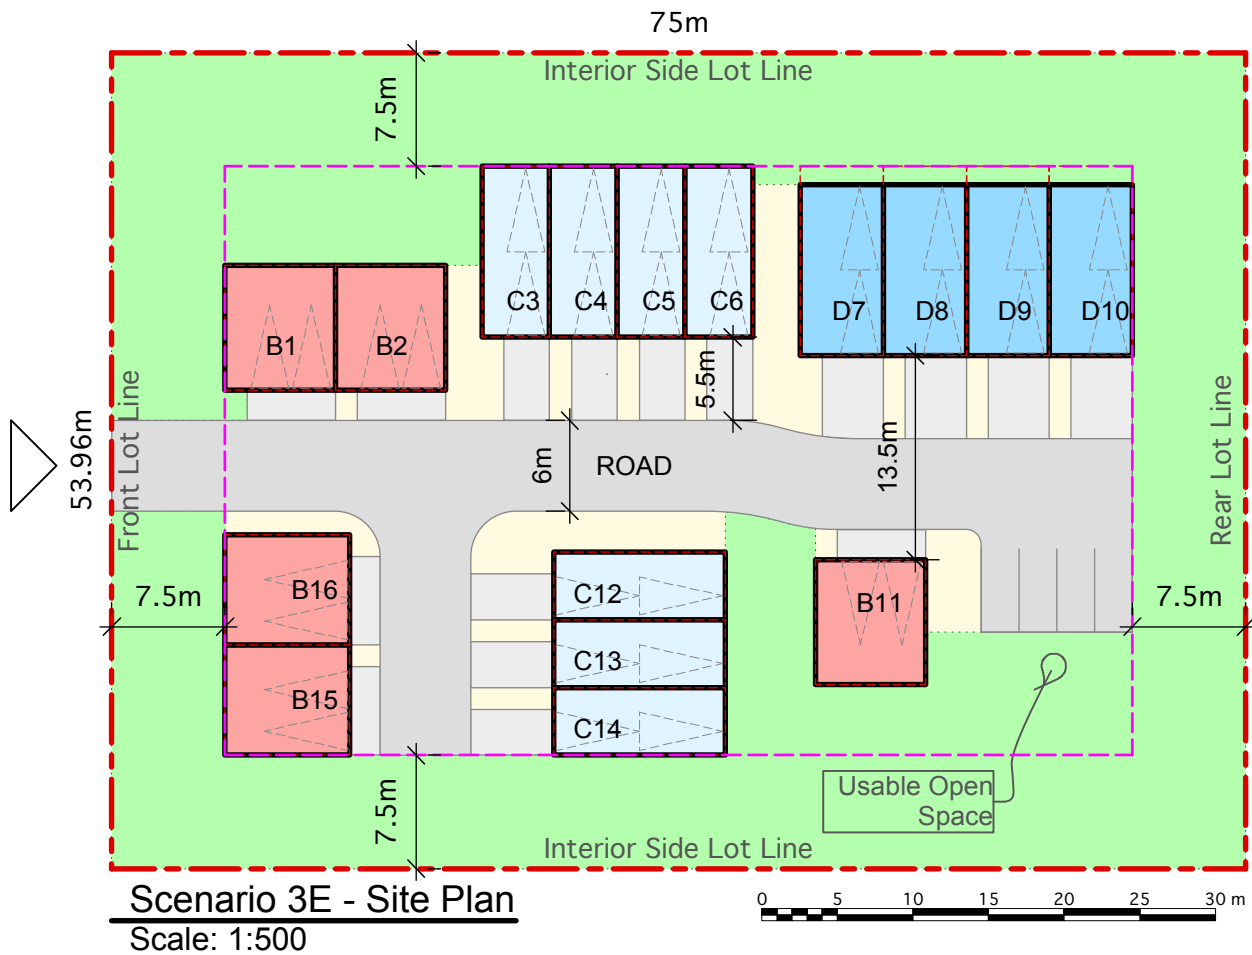 75m
Interior Side Lot Line
7.5m
C3 C4 C5 C6
D7 D8 D9 D10
B1 B2
5.5m
Front Lot Line
53.96m
6m
ROAD
13.5m
Rear Lot Line
B16
C12
B11
7.5m
7.5m
C13
B15
C14
7.5m
Usable Open
Space
Interior Side Lot Line
Scenario 3E - Site Plan
Scale: 1:500
0 5 10 15 20 25 30 m